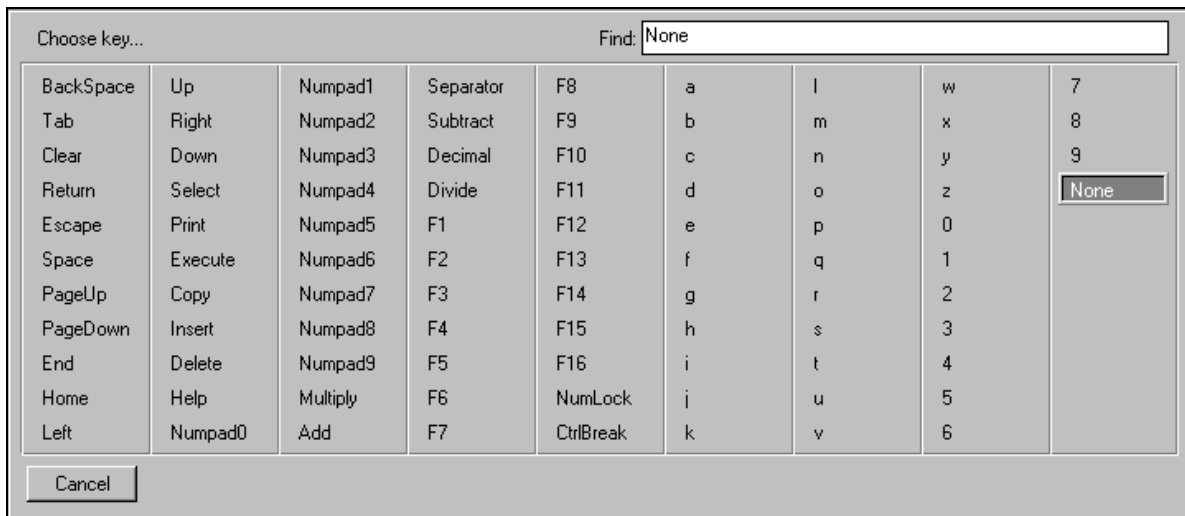 Choose key... Find: None
BackSpace Up Numpad1 Separator F8 a l w 7
Tab Right Numpad2 Subtract F9 b m x 8
Clear Down Numpad3 Decimal F10 c n y 9
Return Select Numpad4 Divide F11 d o z None
Escape Print Numpad5 F1 F12 e p 0
Space Execute Numpad6 F2 F13 f q 1
PageUp Copy Numpad7 F3 F14 g r 2
PageDown Insert Numpad8 F4 F15 h s 3
End Delete Numpad9 F5 F16 i t 4
Home Help Multiply F6 NumLock j u 5
Left Numpad0 Add F7 CtrlBreak k v 6
Cancel